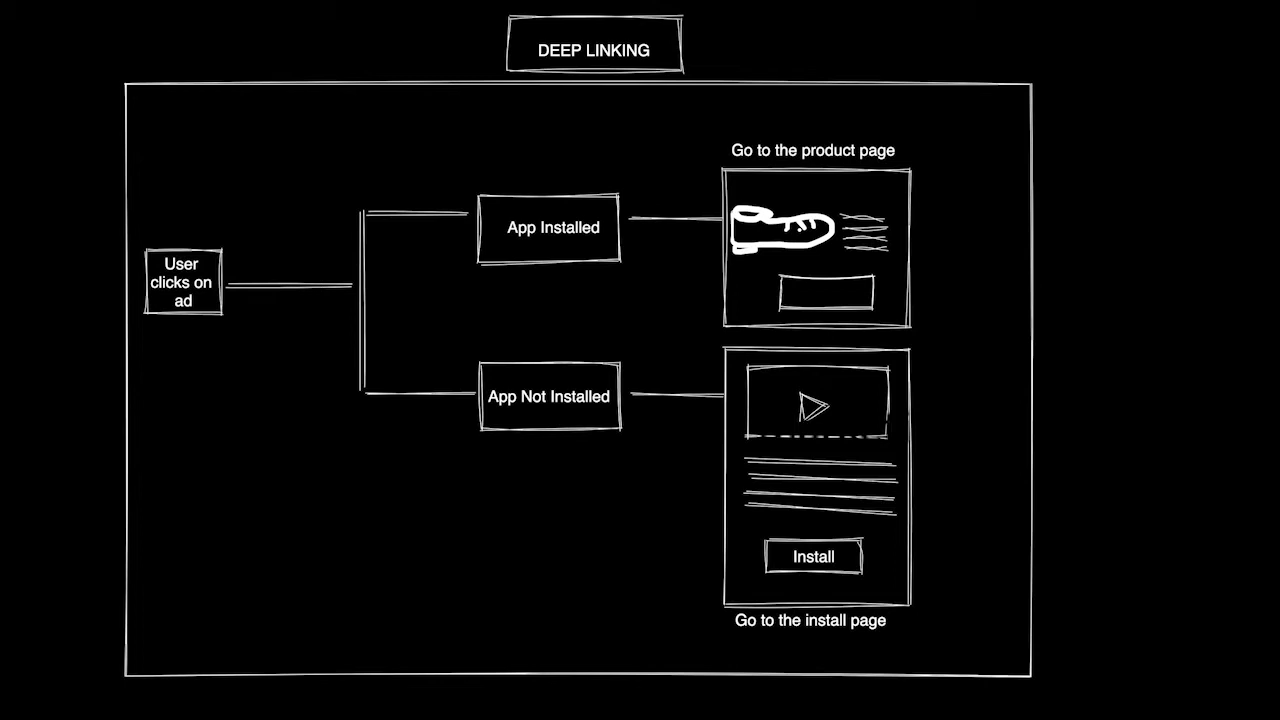 DEEP LINKING
Go to the product page
App Installed
User
clicks on
ad
App Not Installed
Install
Go to the install page